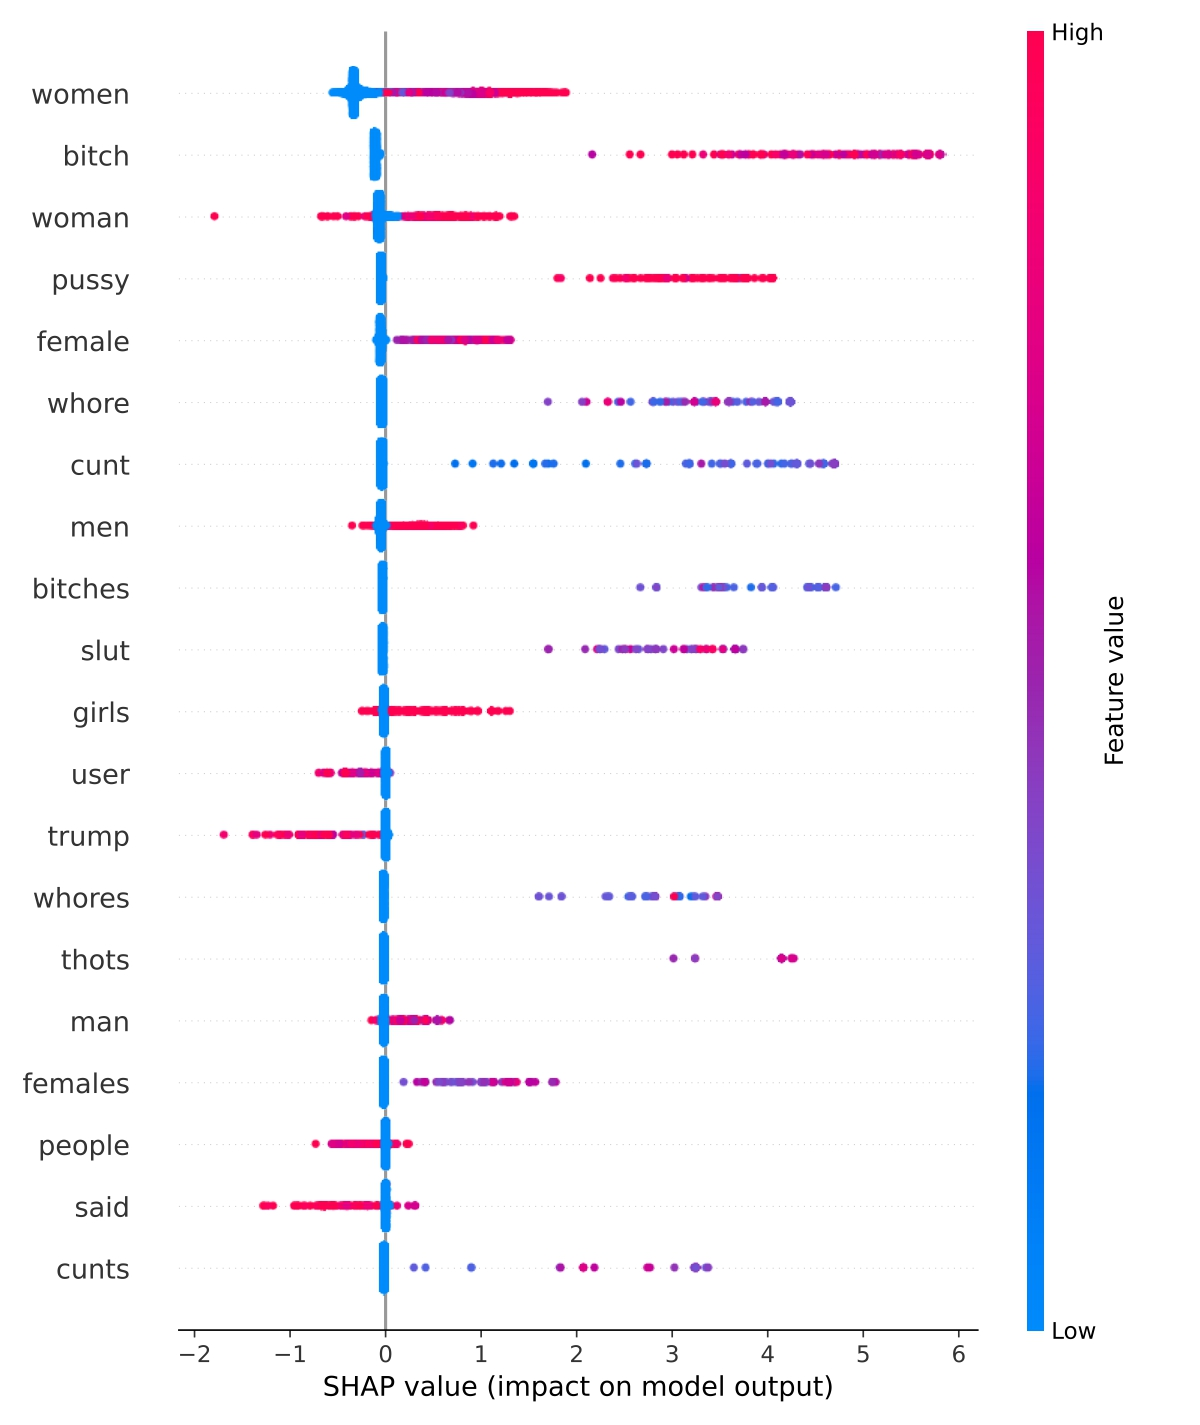 High
women
bitch
woman
pussy
female
whore
cunt
men
bitches
slut
girls
user
trump
whores
thots
man
females
people
said
cunts
Feature value
Low
−2 −1 0 1 2 3 4 5 6
SHAP value (impact on model output)